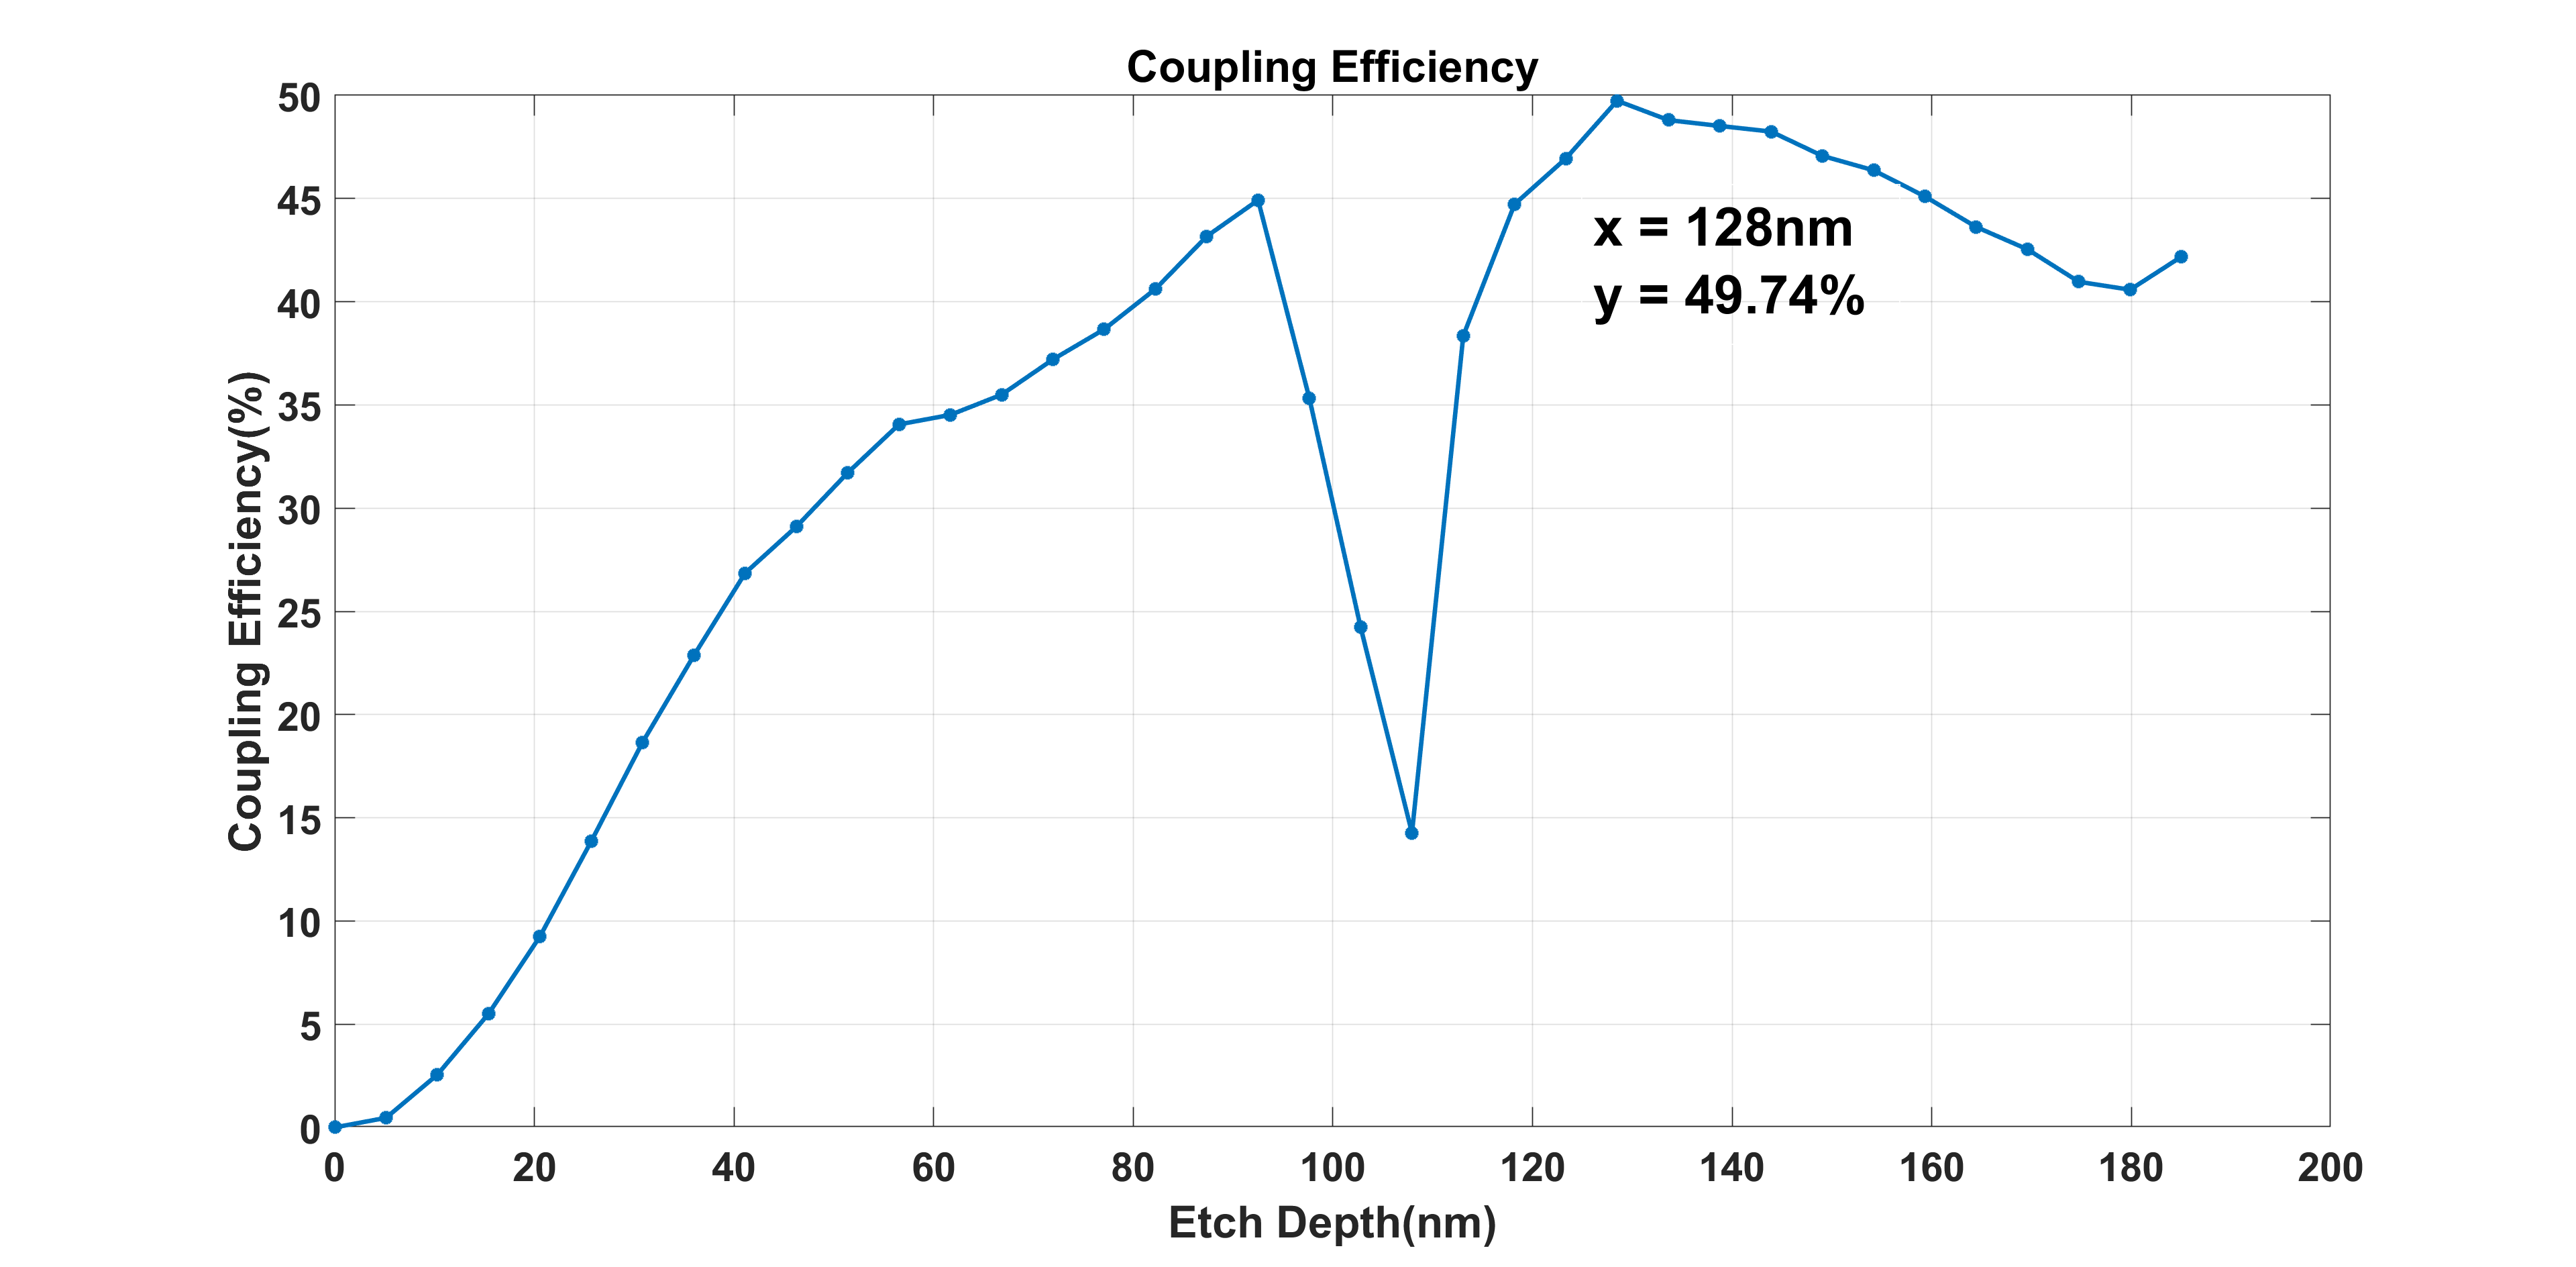 Coupling Efficiency
50
45
40
35
30
25
20
15
10
5
0
Coupling Efficiency(%)
x = 128nm
y = 49.74%
0 20 40 60 80 100 120 140 160 180 200
Etch Depth(nm)